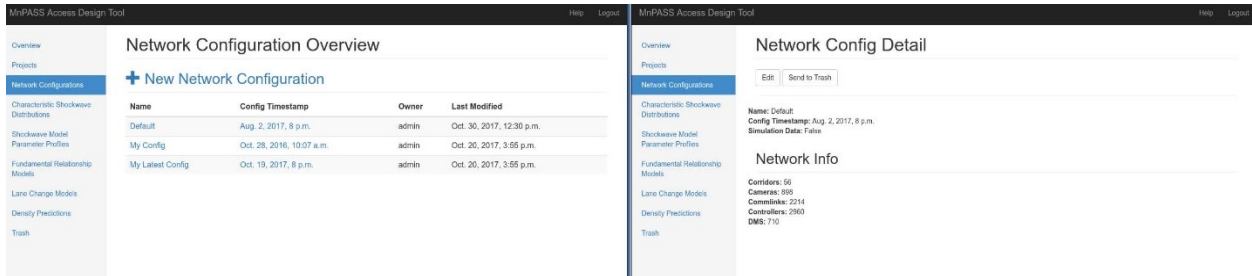 MnPASS Access Design Tool
Help Logout
Overview
Projects
Network Configurations
Characteristic Shockwave
Distributions
Shockwave Model
Parameter Profiles
Fundamental Relationship
Models
Lane Change Models
Density Predictions
Trash
Network Configuration Overview
+ New Network Configuration
Name Config Timestamp Owner Last Modified
Default Aug. 2, 2017, 8 p.m. admin Oct. 30, 2017, 12:30 p.m.
My Config Oct. 28, 2016, 10:07 a.m. admin Oct. 20, 2017, 3:55 p.m.
My Latest Config Oct. 19, 2017, 8 p.m. admin Oct. 20, 2017, 3:55 p.m.
MnPASS Access Design Tool
Help Logout
Overview
Projects
Network Configurations
Characteristic Shockwave
Distributions
Shockwave Model
Parameter Profiles
Fundamental Relationship
Models
Lane Change Models
Density Predictions
Trash
Network Config Detail
Edit Send to Trash
Name: Default
Config Timestamp: Aug. 2, 2017, 8 p.m.
Simulation Data: False
Network Info
Corridors: 56
Cameras: 898
Commlinks: 2214
Controllers: 2960
DMS: 710